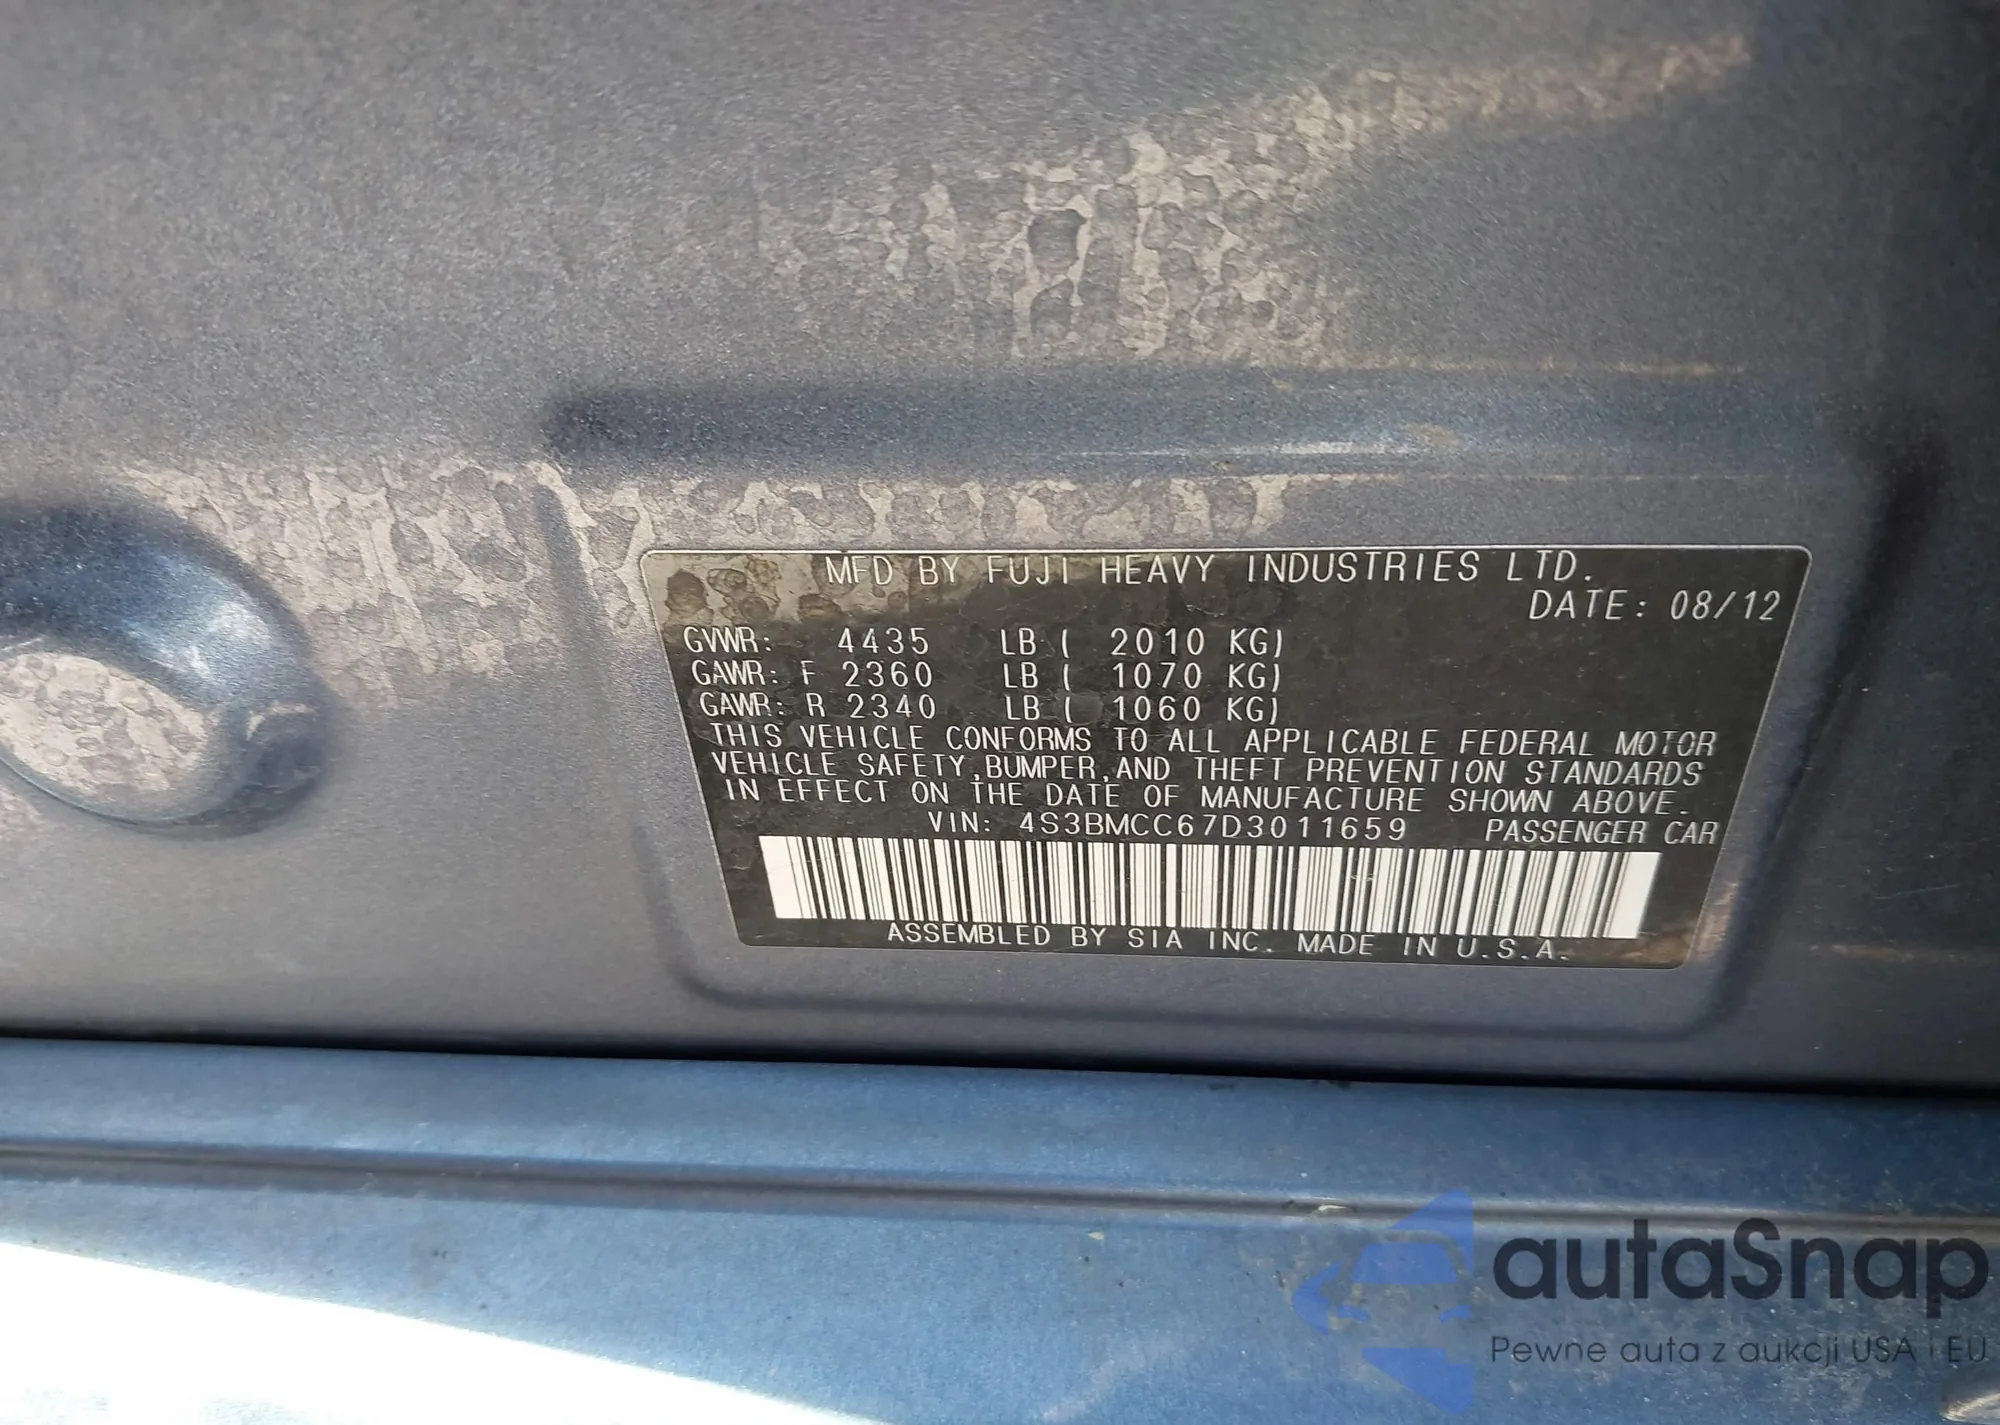 MFD BY FUJI HEAVY INDUSTRIES LTD.
DATE: 08/12
GVWR: 4435 LB ( 2010 KG)
GAWR: F 2360 LB ( 1070 KG)
GAWR: R 2340 LB ( 1060 KG)
THIS VEHICLE CONFORMS TO ALL APPLICABLE FEDERAL MOTOR
VEHICLE SAFETY,BUMPER,AND THEFT PREVENTION STANDARDS
IN EFFECT ON THE DATE OF MANUFACTURE SHOWN ABOVE.
VIN: 4S3BMCC67D3011659 PASSENGER CAR
ASSEMBLED BY SIA INC. MADE IN U.S.A.
autaSnap
Pewne auta z aukcji USA i EU